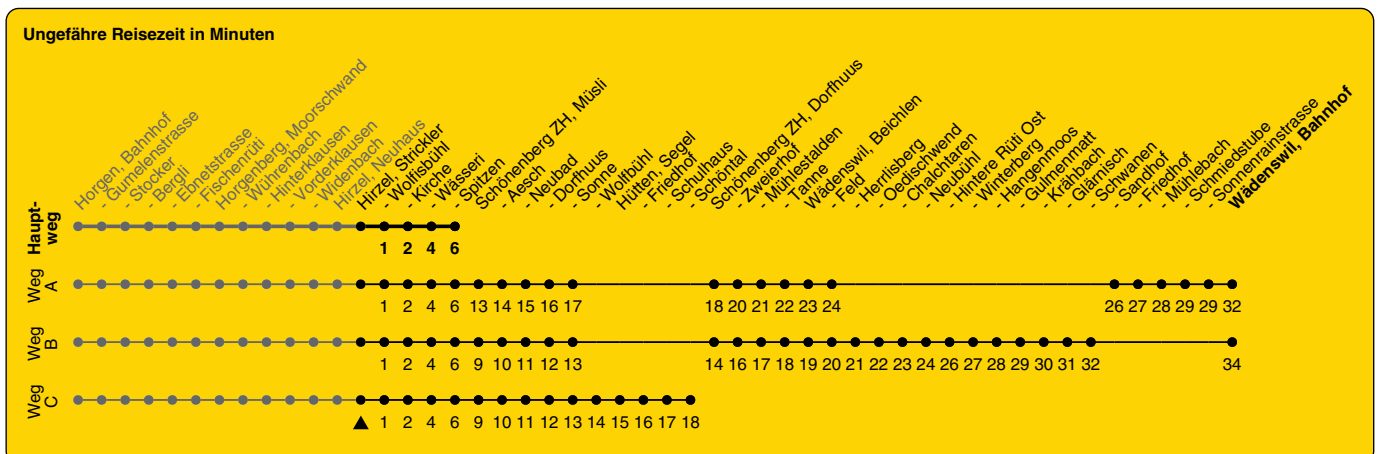 Ungefähre Reisezeit in Minuten
Horgen, Bahnhof
- Gumelenstrasse
- Stocker
- Bergli
- Ebnetstrasse
- Fischenrüti
Horgenberg, Moorschwand
- Wührenbach
- Hinterklausen
- Vorderklausen
- Widenbach
Hirzel, Neuhaus
Hirzel, Strickler
- Wolfisbühl
- Kirche
- Wässeri
- Spitzen
Schönenberg ZH, Müsli
- Aesch
- Neubad
- Dorfhuus
- Sonne
- Wolfbühl
Hütten, Segel
- Friedhof
- Schulhaus
- Schöntal
Schönenberg ZH, Dorfhuus
- Zweierhof
- Mühlestalden
- Tanne
Wädenswil, Beichlen
- Feld
- Herrlisberg
- Oedischwend
- Chalchtaren
- Neubühl
- Hintere Rüti Ost
- Winterberg
- Hangenmoos
- Gulmenmatt
- Krähbach
- Glärnisch
- Schwanen
- Sandhof
- Friedhof
- Mühlebach
- Schmiedstube
- Sonnenrainstrasse
Wädenswil, Bahnhof
Haupt-
weg
1 2 4 6
Weg
A
1 2 4 6 13 14 15 16 17 18 20 21 22 23 24 26 27 28 29 29 32
Weg
B
1 2 4 6 9 10 11 12 13 14 16 17 18 19 20 21 22 23 24 26 27 28 29 30 31 32 34
Weg
C
1 2 4 6 9 10 11 12 13 14 15 16 17 18